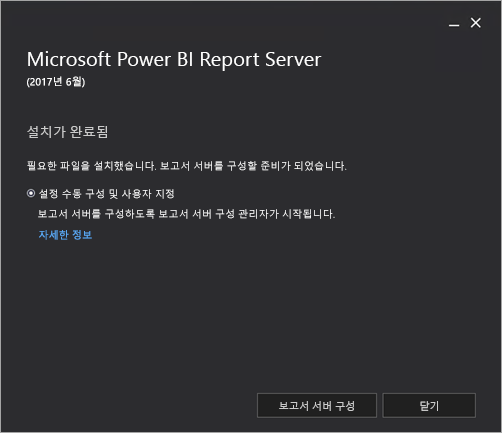 Microsoft Power BI Report Server
(2017년 6월)
설치가 완료됨
필요한 파일을 설치했습니다. 보고서 서버를 구성할 준비가 되었습니다.
설정 수동 구성 및 사용자 지정
보고서 서버를 구성하도록 보고서 서버 구성 관리자가 시작됩니다.
자세한 정보
보고서 서버 구성
닫기